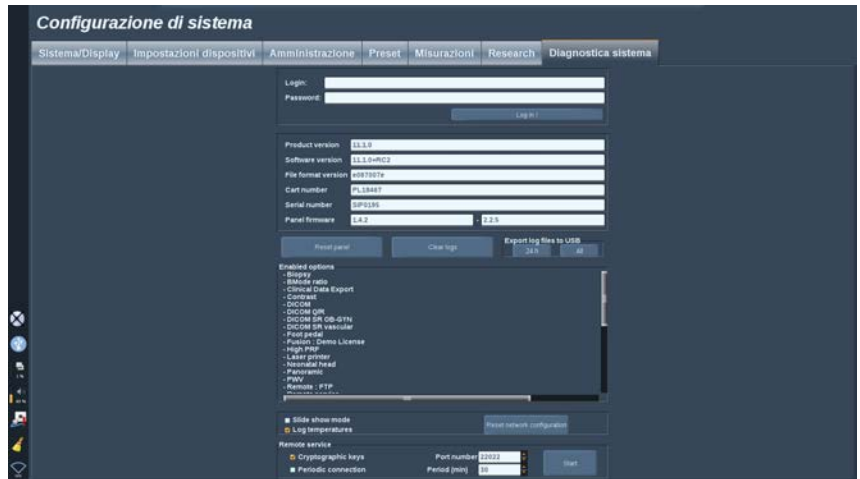 Configurazione di sistema
Sistema/Display Impostazioni dispositivi Amministrazione Preset Misurazioni Research Diagnostica sistema
Login:
Password:
Log in !
Product version 11.1.0
Software version 11.1.0+RC2
File format version e087007e
Cart number PL18467
Serial number SIP0195
Panel firmware 1.4.2 - 2.2.5
Reset panel Clear logs Export log files to USB
24 h All
Enabled options
- Biopsy
- BMode ratio
- Clinical Data Export
- Contrast
- DICOM
- DICOM Q/R
- DICOM SR OB-GYN
- DICOM SR vascular
- Foot pedal
- Fusion : Demo License
- High PRF
- Laser printer
- Neonatal head
- Panoramic
- PWV
- Remote : FTP
- Remote service
Slide show mode
Log temperatures
Reset network configuration
Remote service
Cryptographic keys Port number 22022
Periodic connection Period (min) 30
Start